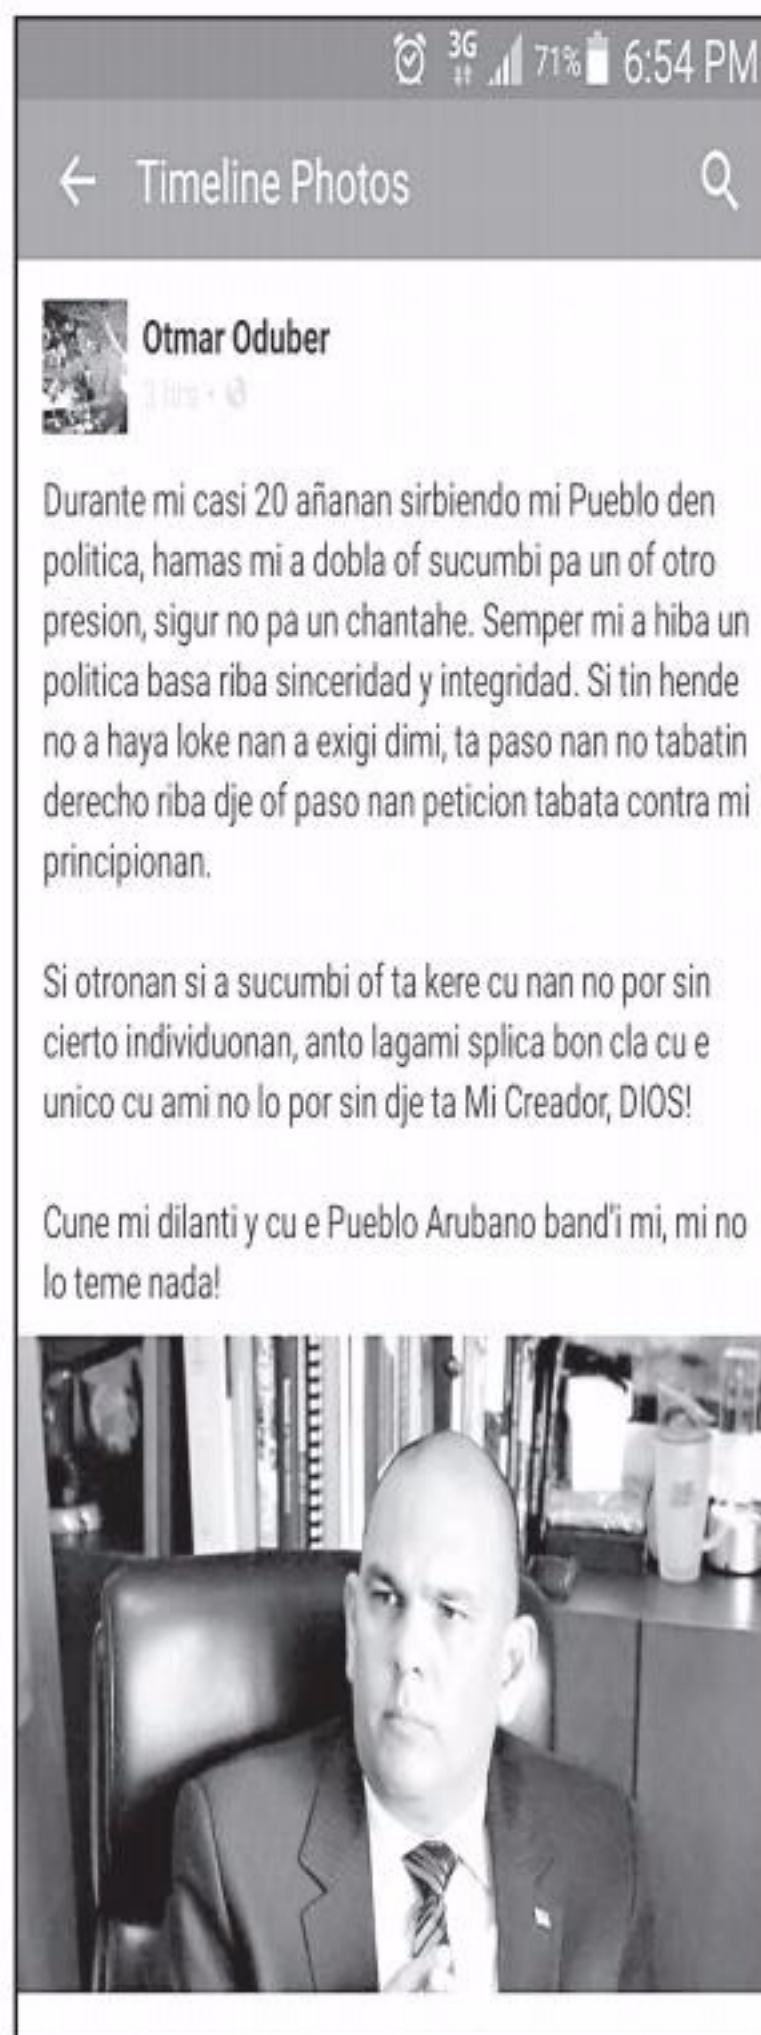 3G 71% 6:54 PM
Timeline Photos
Otmar Oduber
3 hrs
Durante mi casi 20 añanan sirbiendo mi Pueblo den
politica, hamas mi a dobla of sucumbi pa un of otro
presion, sigur no pa un chantahe. Semper mi a hiba un
politica basa riba sinceridad y integridad. Si tin hende
no a haya loke nan a exigi dimi, ta paso nan no tabatin
derecho riba dje of paso nan peticion tabata contra mi
principionan.
Si otronan si a sucumbi of ta kere cu nan no por sin
cierto individuonan, anto lagami splica bon cla cu e
unico cu ami no lo por sin dje ta Mi Creador, DIOS!
Cune mi dilanti y cu e Pueblo Arubano band'i mi, mi no
lo teme nada!